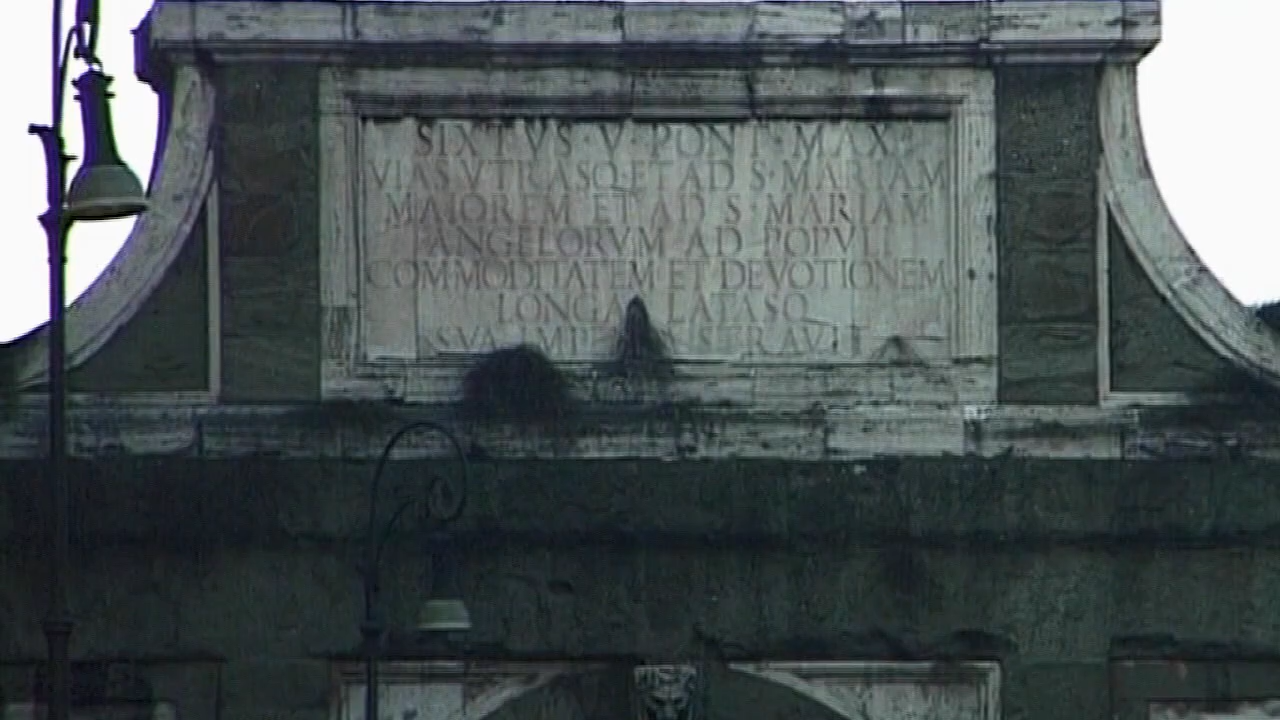 SIXTVS · V · PONT · MAX ·
VIAS VTRASQ · ET AD S · MARIAM
MAIOREM ET AD S · MARIAM
ANGELORVM AD POPVLI
COMMODITATEM ET DEVOTIONEM
LONGA LATASQ
SVA